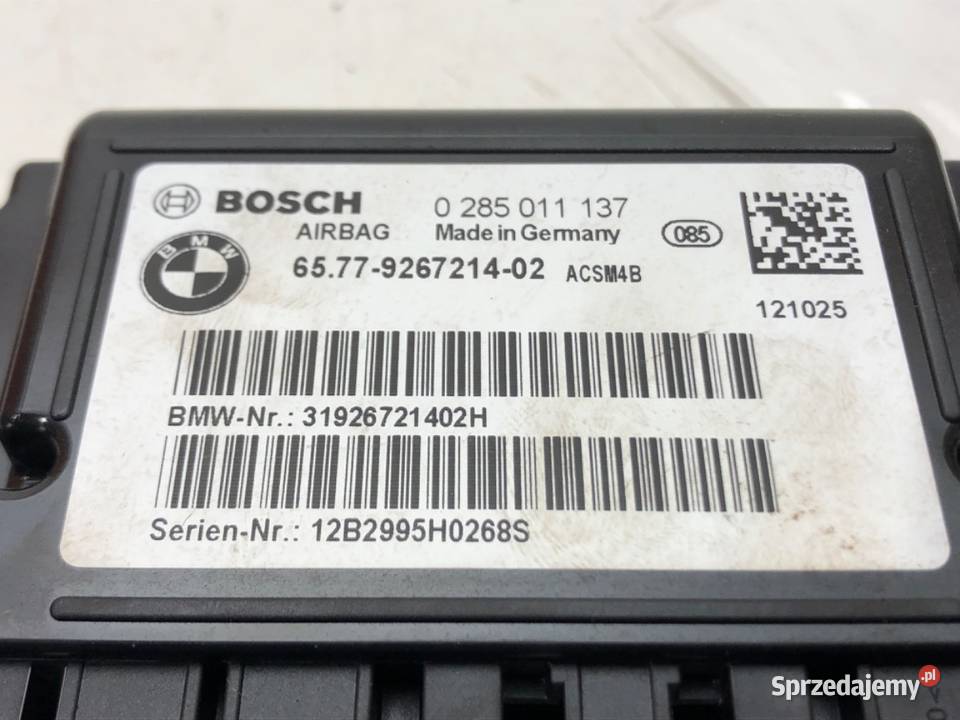 BOSCH 0 285 011 137
AIRBAG Made in Germany 085
BMW
65.77-9267214-02 ACSM4B
121025
BMW-Nr.: 31926721402H
Serien-Nr.: 12B2995H0268S
Sprzedajemy.pl